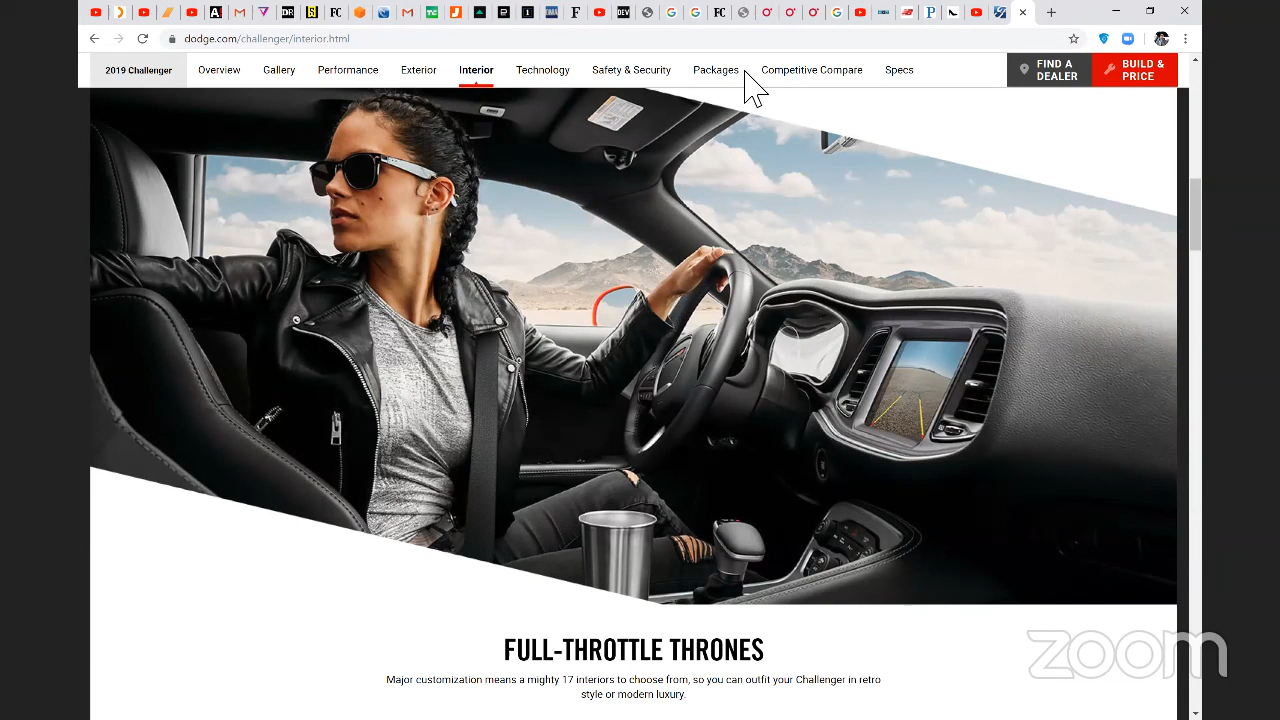 dodge.com/challenger/interior.html
2019 Challenger
Overview
Gallery
Performance
Exterior
Interior
Technology
Safety & Security
Packages
Competitive Compare
Specs
FIND A
DEALER
BUILD &
PRICE
FULL-THROTTLE THRONES
Major customization means a mighty 17 interiors to choose from, so you can outfit your Challenger in retro
style or modern luxury.
zoom